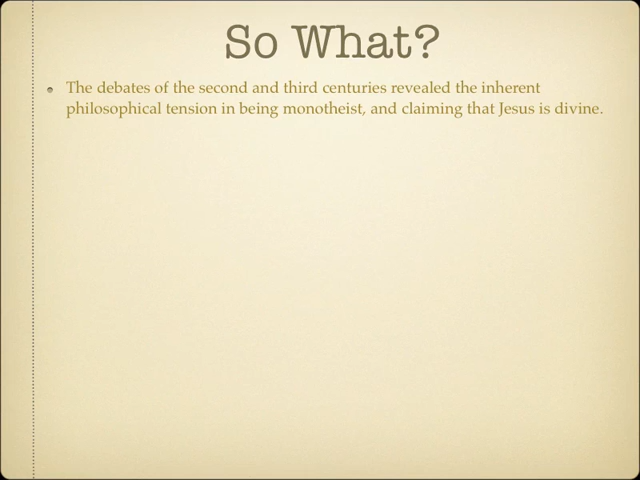 So What?
The debates of the second and third centuries revealed the inherent
philosophical tension in being monotheist, and claiming that Jesus is divine.